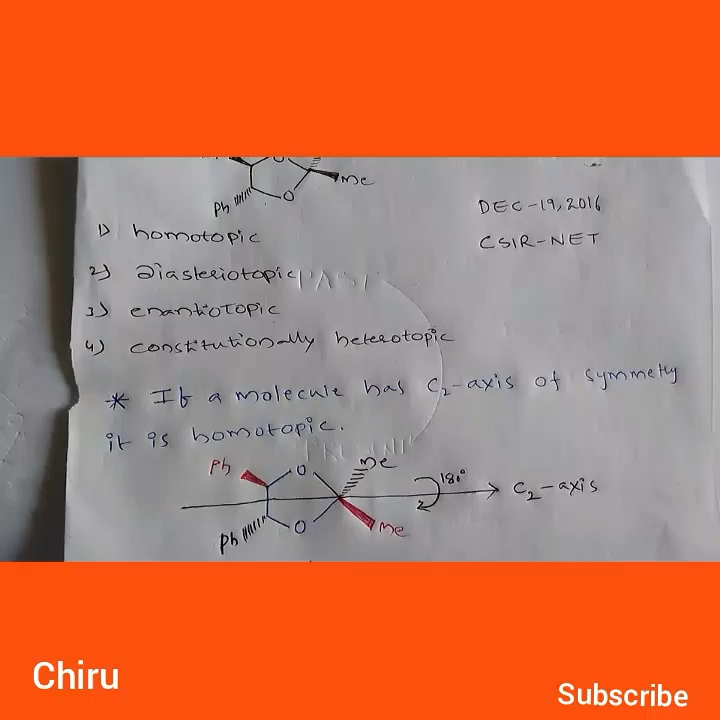 Me
Ph
O
1) homotopic
DEC-19, 2016
CSIR-NET
2) Diasteriotopic
3) enantioTopic
4) constitutionally heterotopic
* If a molecule has C₂-axis of symmetry
it is homotopic.
Ph O Me 180° C₂-axis
Ph O Me
Chiru
Subscribe